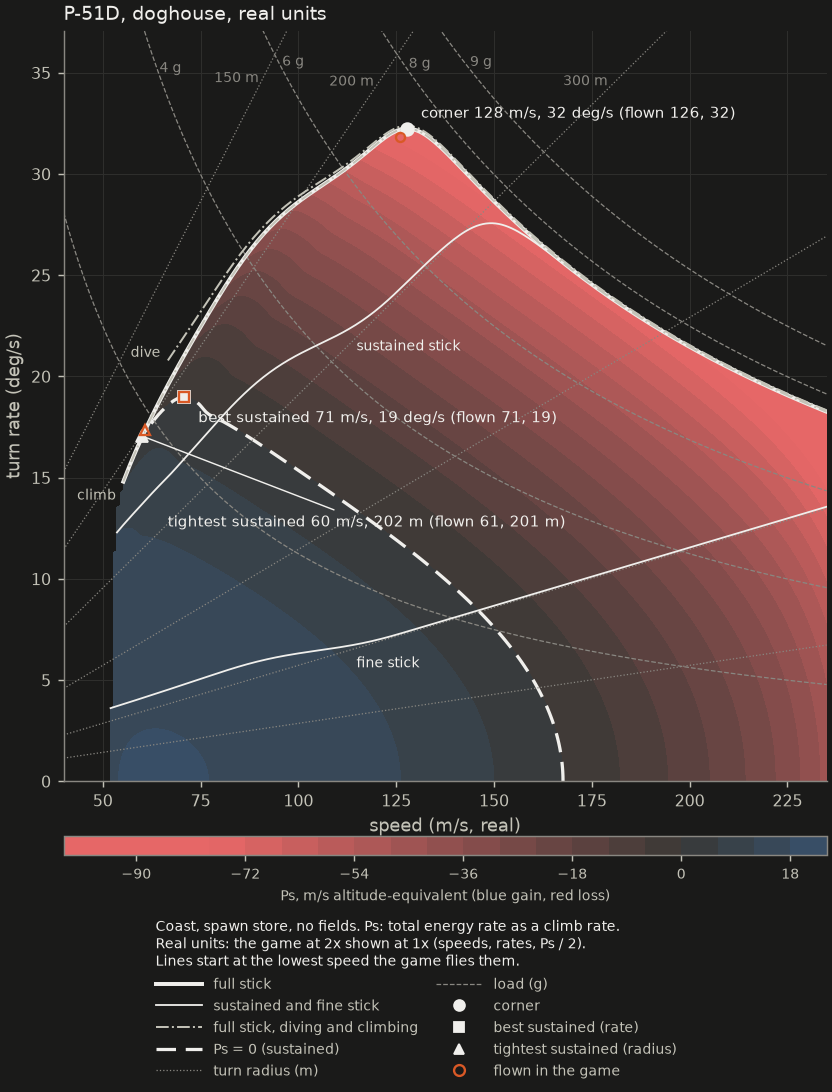 P-51D, doghouse, real units
4 g
6 g
8 g
9 g
150 m
200 m
300 m
corner 128 m/s, 32 deg/s (flown 126, 32)
dive
sustained stick
best sustained 71 m/s, 19 deg/s (flown 71, 19)
climb
tightest sustained 60 m/s, 202 m (flown 61, 201 m)
fine stick
turn rate (deg/s)
35
30
25
20
15
10
5
0
50 75 100 125 150 175 200 225
speed (m/s, real)
−90 −72 −54 −36 −18 0 18
Ps, m/s altitude-equivalent (blue gain, red loss)
Coast, spawn store, no fields. Ps: total energy rate as a climb rate.
Real units: the game at 2x shown at 1x (speeds, rates, Ps / 2).
Lines start at the lowest speed the game flies them.
full stick
sustained and fine stick
full stick, diving and climbing
Ps = 0 (sustained)
turn radius (m)
load (g)
corner
best sustained (rate)
tightest sustained (radius)
flown in the game